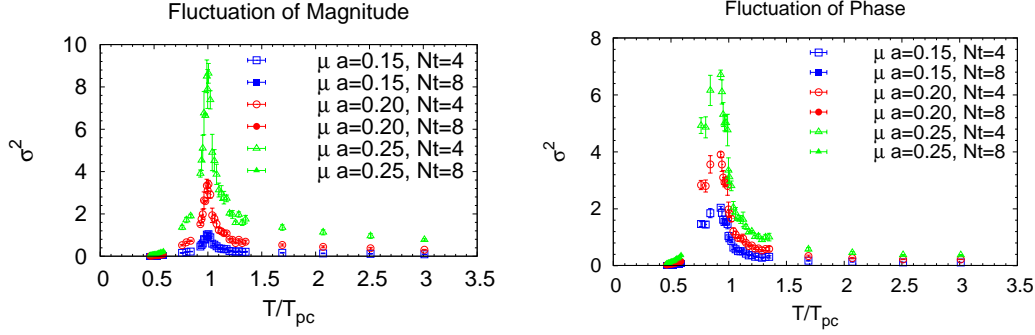 Fluctuation of Magnitude
σ²
10
8
6
4
2
0
0
0.5
1
1.5
2
2.5
3
3.5
T/Tpc
μ a=0.15, Nt=4
μ a=0.15, Nt=8
μ a=0.20, Nt=4
μ a=0.20, Nt=8
μ a=0.25, Nt=4
μ a=0.25, Nt=8
Fluctuation of Phase
σ²
8
6
4
2
0
0
0.5
1
1.5
2
2.5
3
3.5
T/Tpc
μ a=0.15, Nt=4
μ a=0.15, Nt=8
μ a=0.20, Nt=4
μ a=0.20, Nt=8
μ a=0.25, Nt=4
μ a=0.25, Nt=8